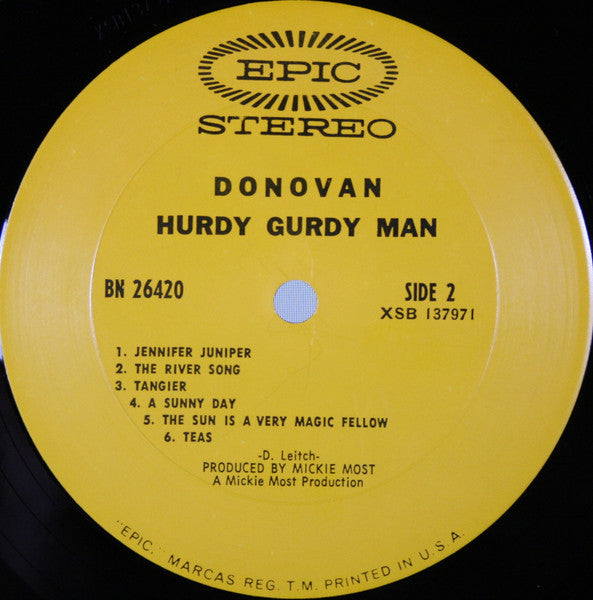 EPIC
STEREO
DONOVAN
HURDY GURDY MAN
BN 26420
SIDE 2
XSB 137971
1. JENNIFER JUNIPER
2. THE RIVER SONG
3. TANGIER
4. A SUNNY DAY
5. THE SUN IS A VERY MAGIC FELLOW
6. TEAS
-D. Leitch-
PRODUCED BY MICKIE MOST
A Mickie Most Production
"EPIC," MARCAS REG. T.M. PRINTED IN U.S.A.